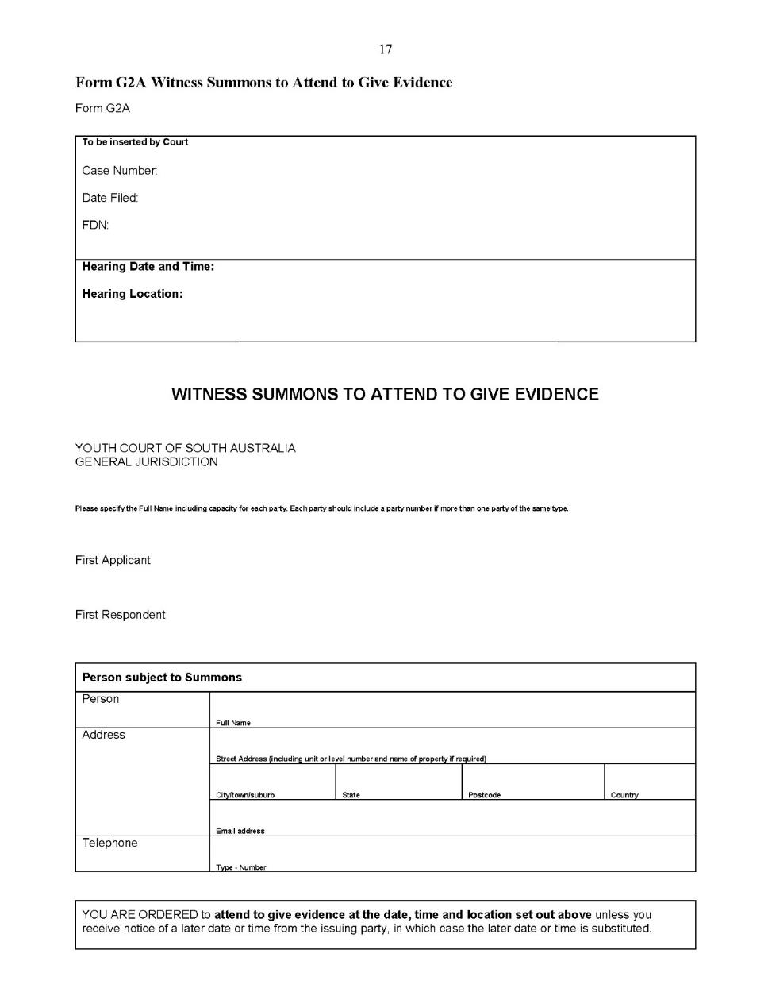 17
Form G2A Witness Summons to Attend to Give Evidence
Form G2A
To be inserted by Court
Case Number:
Date Filed:
FDN:
Hearing Date and Time:
Hearing Location:
WITNESS SUMMONS TO ATTEND TO GIVE EVIDENCE
YOUTH COURT OF SOUTH AUSTRALIA
GENERAL JURISDICTION
Please specify the Full Name including capacity for each party. Each party should include a party number if more than one party of the same type.
First Applicant
First Respondent
Person subject to Summons
Person
Full Name
Address
Street Address (including unit or level number and name of property if required)
City/town/suburb State Postcode Country
Email address
Telephone
Type - Number
YOU ARE ORDERED to attend to give evidence at the date, time and location set out above unless you
receive notice of a later date or time from the issuing party, in which case the later date or time is substituted.